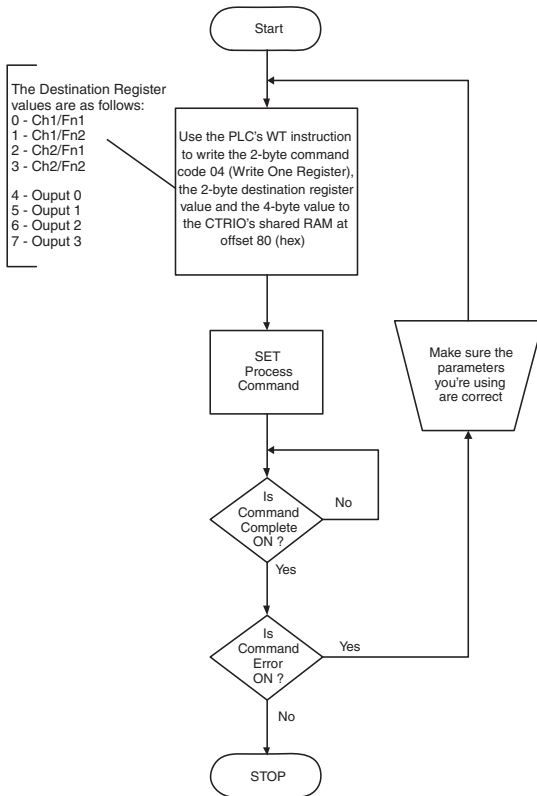 Start
The Destination Register
values are as follows:
0 - Ch1/Fn1
1 - Ch1/Fn2
2 - Ch2/Fn1
3 - Ch2/Fn2
4 - Ouput 0
5 - Ouput 1
6 - Ouput 2
7 - Ouput 3
Use the PLC's WT instruction
to write the 2-byte command
code 04 (Write One Register),
the 2-byte destination register
value and the 4-byte value to
the CTRIO's shared RAM at
offset 80 (hex)
SET
Process
Command
Make sure the
parameters
you're using
are correct
Is
Command
Complete
ON ?
No
Yes
Is
Command
Error
ON ?
Yes
No
STOP